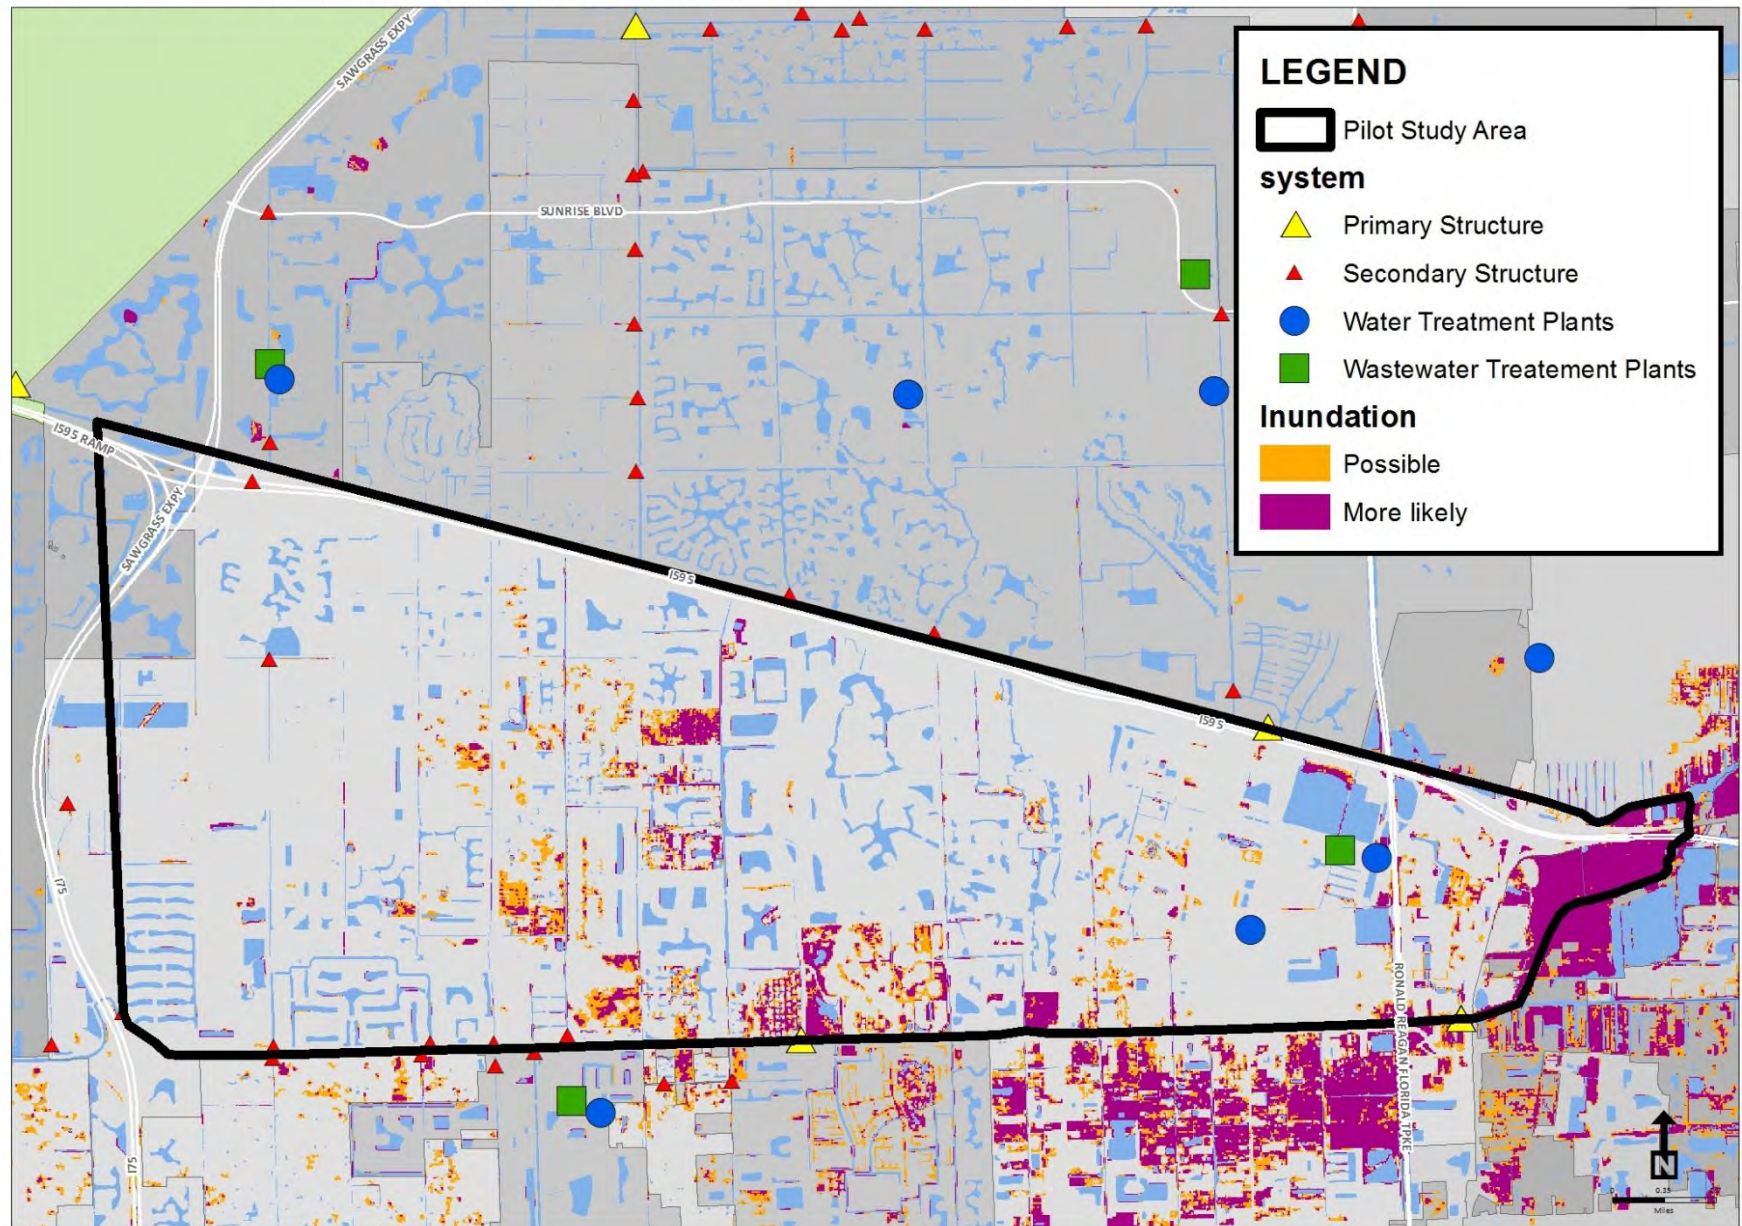 SAWGRASS EXPY
LEGEND
Pilot Study Area
system
Primary Structure
Secondary Structure
Water Treatment Plants
Wastewater Treatement Plants
Inundation
Possible
More likely
SUNRISE BLVD
I595 RAMP
SAWGRASS EXPY
I595
I595
I75
RONALD REAGAN FLORIDA TPKE
I75
N
Miles